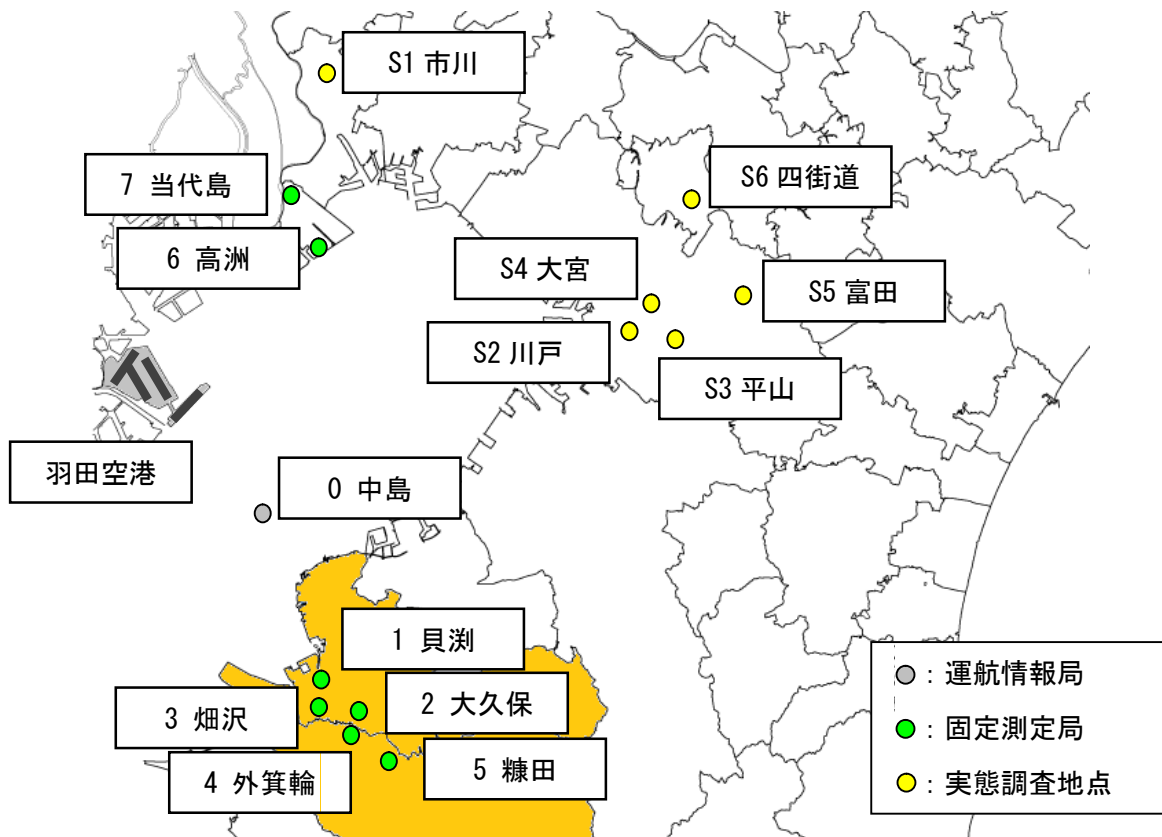 S1 市川
7 当代島
S6 四街道
6 高洲
S4 大宮
S5 富田
S2 川戸
S3 平山
羽田空港
0 中島
1 貝渕
2 大久保
3 畑沢
5 糠田
4 外箕輪
：運航情報局
：固定測定局
：実態調査地点